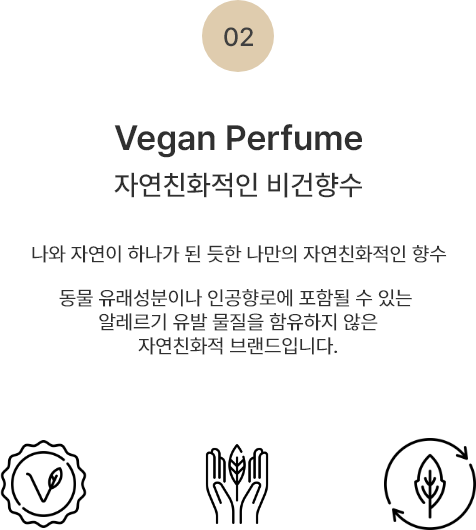 02
Vegan Perfume
자연친화적인 비건향수
나와 자연이 하나가 된 듯한 나만의 자연친화적인 향수
동물 유래성분이나 인공향로에 포함될 수 있는
알레르기 유발 물질을 함유하지 않은
자연친화적 브랜드입니다.